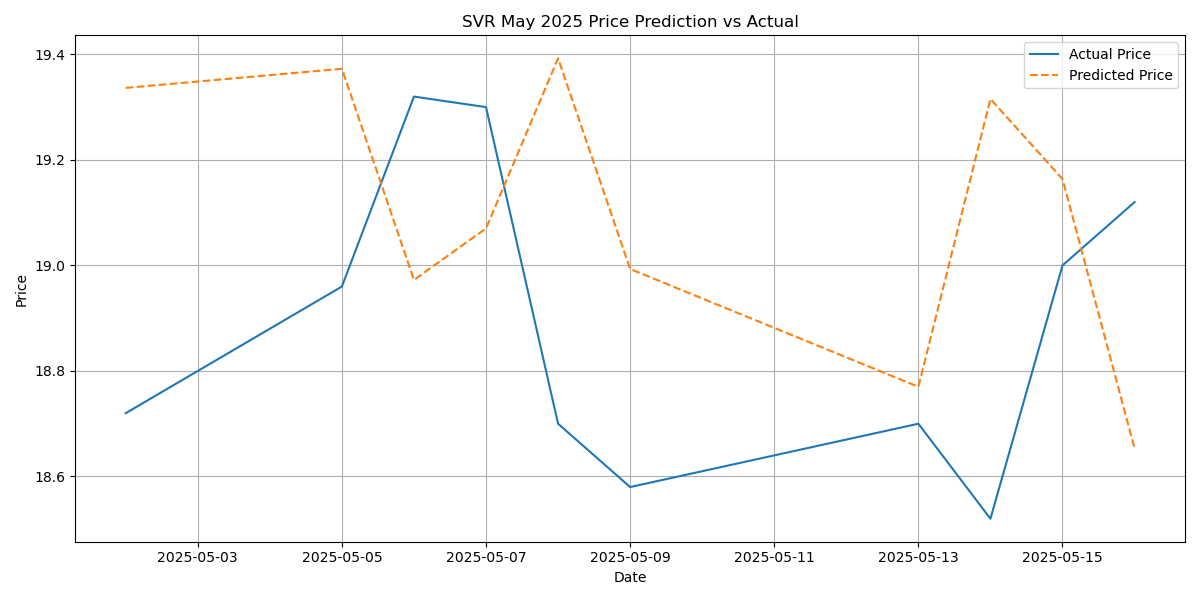 SVR May 2025 Price Prediction vs Actual
Actual Price
Predicted Price
19.4
19.2
19.0
18.8
18.6
Price
2025-05-03
2025-05-05
2025-05-07
2025-05-09
2025-05-11
2025-05-13
2025-05-15
Date